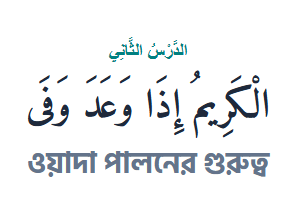 الدَّرْسُ الثَّانِي
الْكَرِيمُ إِذَا وَعَدَ وَفَى
ওয়াদা পালনের গুরুত্ব